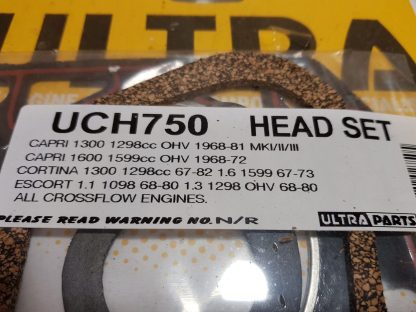 ULTRA
UCH750 HEAD SET
CAPRI 1300 1298cc OHV 1968-81 MKI/II/III
CAPRI 1600 1599cc OHV 1968-72
CORTINA 1300 1298cc 67-82 1.6 1599 67-73
ESCORT 1.1 1098 68-80 1.3 1298 OHV 68-80
ALL CROSSFLOW ENGINES.
PLEASE READ WARNING NO. N/R ULTRAPARTS